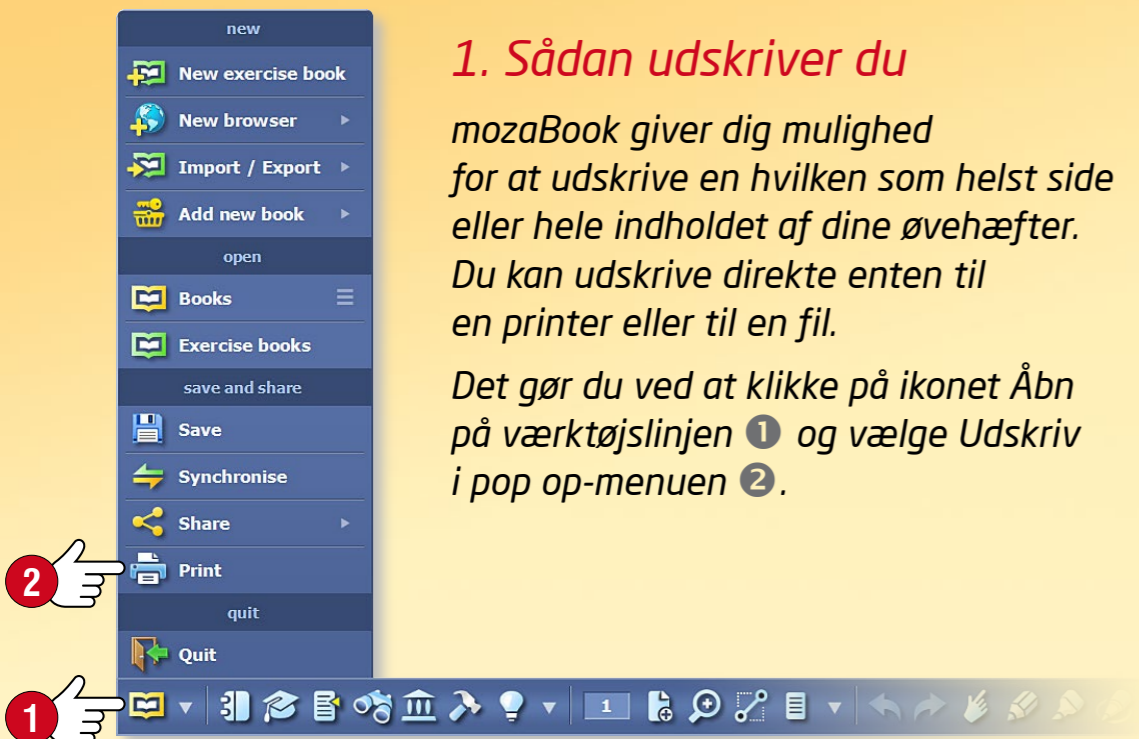 new
New exercise book
New browser
Import / Export
Add new book
open
Books
Exercise books
save and share
Save
Synchronise
Share
2
Print
quit
Quit
1
1
1. Sådan udskriver du
mozaBook giver dig mulighed
for at udskrive en hvilken som helst side
eller hele indholdet af dine øvehæfter.
Du kan udskrive direkte enten til
en printer eller til en fil.
Det gør du ved at klikke på ikonet Åbn
på værktøjslinjen ❶ og vælge Udskriv
i pop op-menuen ❷.